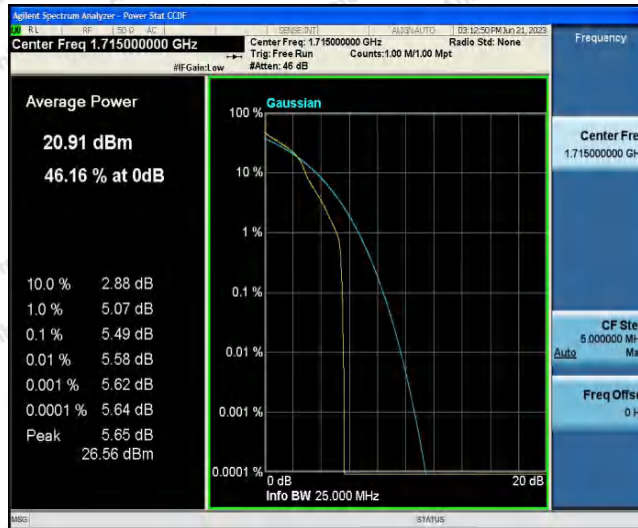 Agilent Spectrum Analyzer - Power Stat CCDF
RL RF 50 Ω AC SENSE:INT ALIGN AUTO 03:12:50 PM Jun 21, 2023
Center Freq 1.715000000 GHz
Center Freq: 1.715000000 GHz Radio Std: None
Trig: Free Run Counts:1.00 M/1.00 Mpt
#IFGain:Low #Atten: 46 dB
Frequency
Average Power
20.91 dBm
46.16 % at 0dB
10.0 % 2.88 dB
1.0 % 5.07 dB
0.1 % 5.49 dB
0.01 % 5.58 dB
0.001 % 5.62 dB
0.0001 % 5.64 dB
Peak 5.65 dB
26.56 dBm
Gaussian
100 %
10 %
1 %
0.1 %
0.01 %
0.001 %
0.0001 %
0 dB 20 dB
Info BW 25.000 MHz
Center Fre
1.715000000 GH
CF Ste
5.000000 MH
Auto Ma
Freq Offse
0 H
MSG STATUS